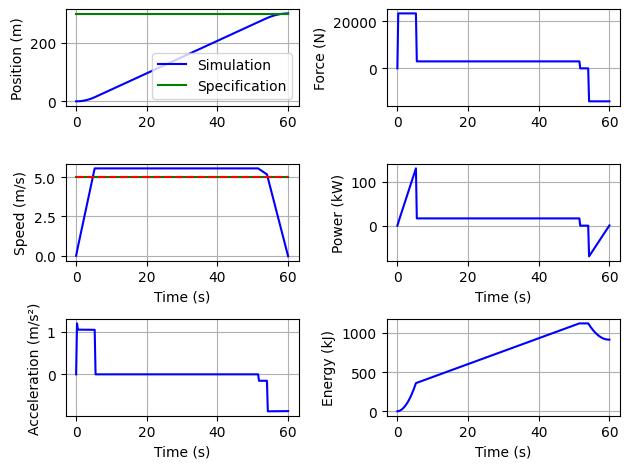 Position (m)
200
0
0 20 40 60
Simulation
Specification
Force (N)
20000
0
0 20 40 60
Speed (m/s)
5.0
2.5
0.0
0 20 40 60
Time (s)
Power (kW)
100
0
0 20 40 60
Time (s)
Acceleration (m/s²)
1
0
0 20 40 60
Time (s)
Energy (kJ)
1000
500
0
0 20 40 60
Time (s)